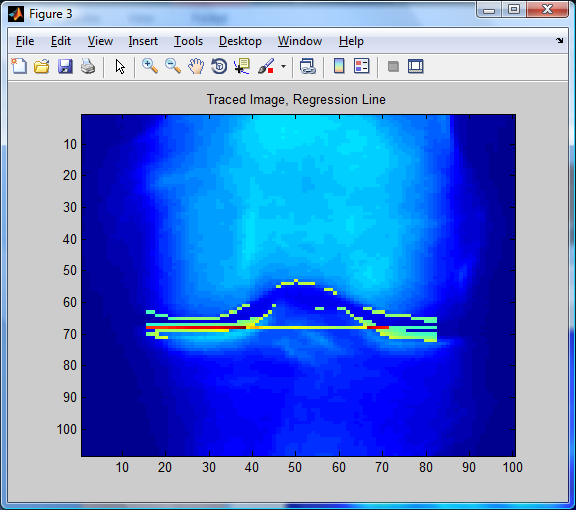 Figure 3
File Edit View Insert Tools Desktop Window Help
Traced Image, Regression Line
10
20
30
40
50
60
70
80
90
100
10 20 30 40 50 60 70 80 90 100